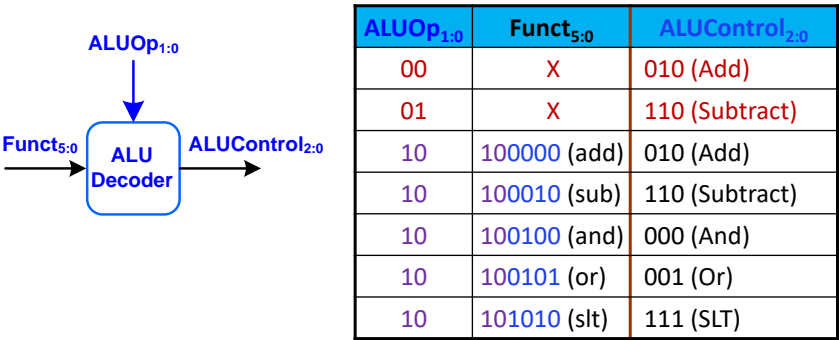 ALUOp1:0
Funct5:0
ALU
Decoder
ALUControl2:0
ALUOp1:0 Funct5:0 ALUControl2:0
00 X 010 (Add)
01 X 110 (Subtract)
10 100000 (add) 010 (Add)
10 100010 (sub) 110 (Subtract)
10 100100 (and) 000 (And)
10 100101 (or) 001 (Or)
10 101010 (slt) 111 (SLT)